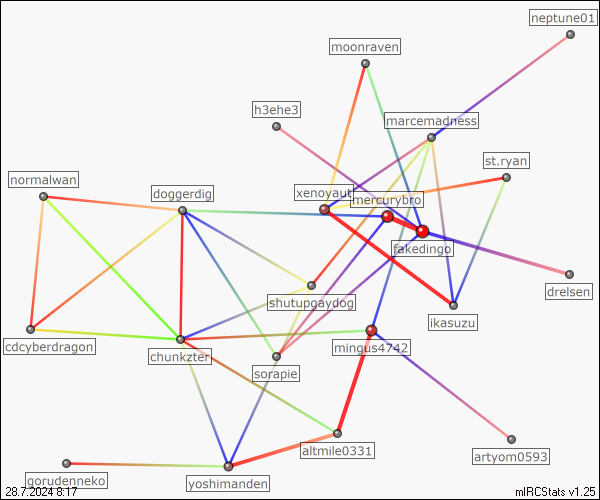 neptune01
moonraven
h3ehe3
marcemadness
st.ryan
normalwan
doggerdig
xenoyaut
mercurybro
fakedingo
drelsen
shutupgaydog
ikasuzu
cdcyberdragon
chunkzter
mingus4742
sorapie
altmile0331
artyom0593
gorudenneko
yoshimanden
28.7.2024 8:17
mIRCStats v1.25